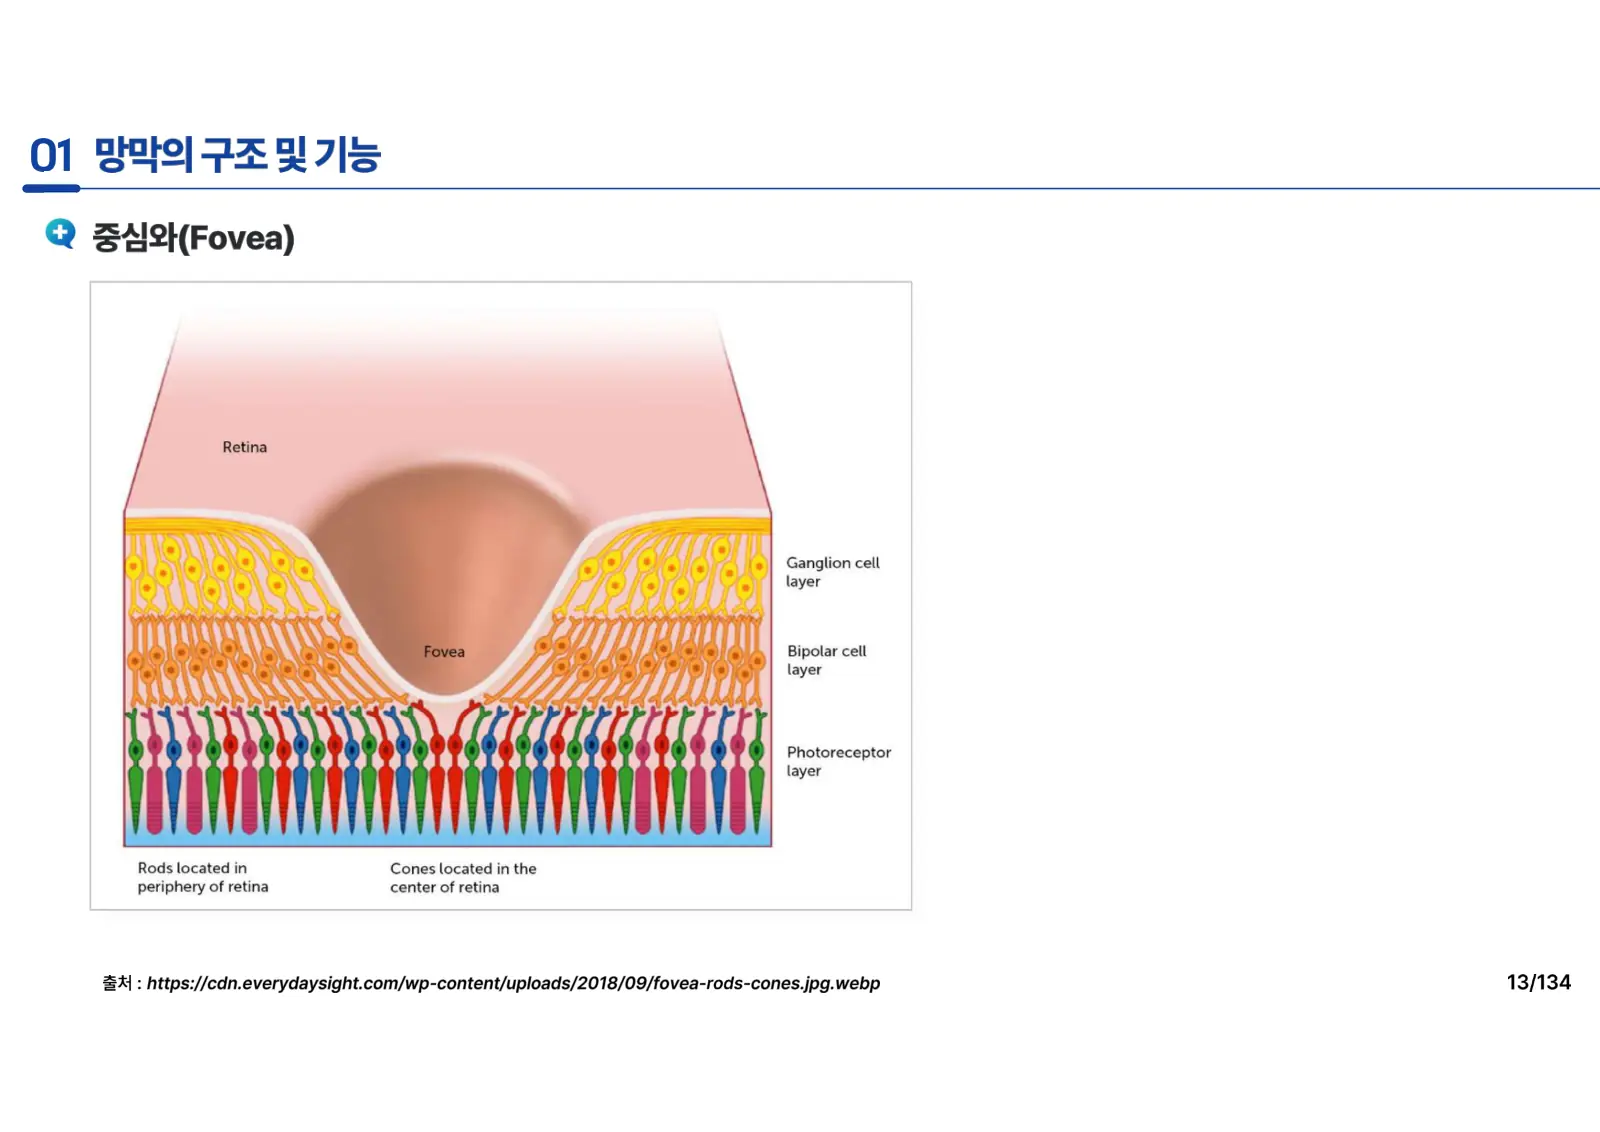 01 망막의 구조 및 기능
중심와(Fovea)
Retina
Fovea
Ganglion cell
layer
Bipolar cell
layer
Photoreceptor
layer
Rods located in
periphery of retina
Cones located in the
center of retina
출처 : https://cdn.everydaysight.com/wp-content/uploads/2018/09/fovea-rods-cones.jpg.webp
13/134